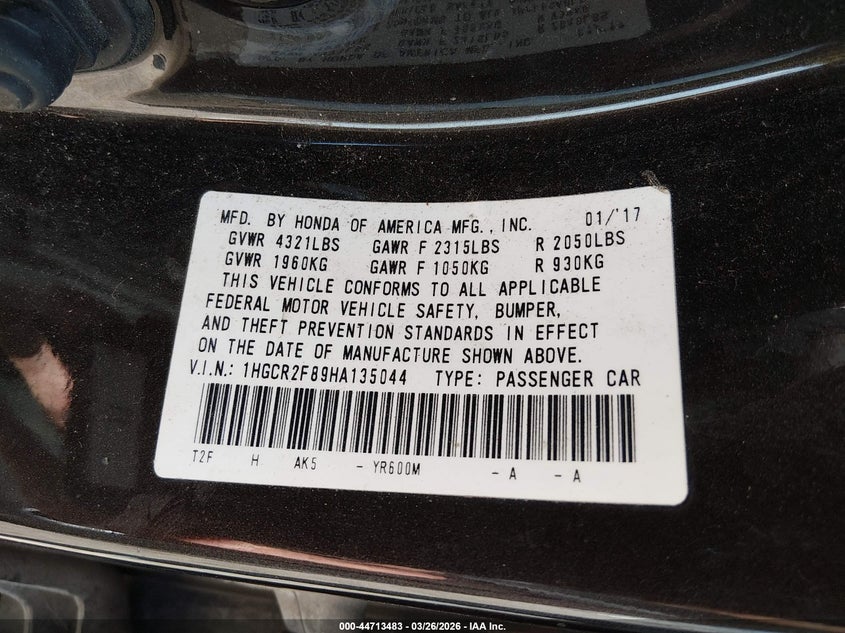 MFD. BY HONDA OF AMERICA MFG., INC. 01/'17
GVWR 4321LBS GAWR F 2315LBS R 2050LBS
GVWR 1960KG GAWR F 1050KG R 930KG
THIS VEHICLE CONFORMS TO ALL APPLICABLE
FEDERAL MOTOR VEHICLE SAFETY, BUMPER,
AND THEFT PREVENTION STANDARDS IN EFFECT
ON THE DATE OF MANUFACTURE SHOWN ABOVE.
V.I.N.: 1HGCR2F89HA135044 TYPE: PASSENGER CAR
T2F H AK5 - YR600M - A - A
000-44713483 - 03/26/2026 - IAA Inc.